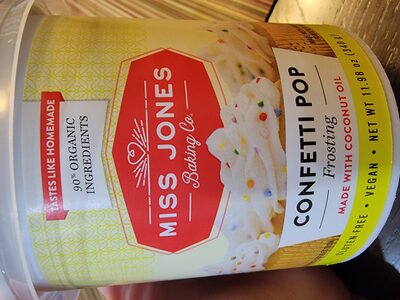 TASTES LIKE HOMEMADE
90% ORGANIC
INGREDIENTS
MISS JONES
Baking Co.
CONFETTI POP
Frosting
MADE WITH COCONUT OIL
GLUTEN-FREE • VEGAN • NET WT 11.98 oz (340 g)